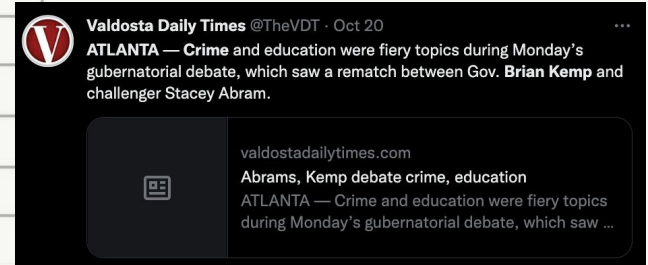 V
Valdosta Daily Times @TheVDT · Oct 20
ATLANTA — Crime and education were fiery topics during Monday's
gubernatorial debate, which saw a rematch between Gov. Brian Kemp and
challenger Stacey Abram.
valdostadailytimes.com
Abrams, Kemp debate crime, education
ATLANTA — Crime and education were fiery topics
during Monday's gubernatorial debate, which saw ...